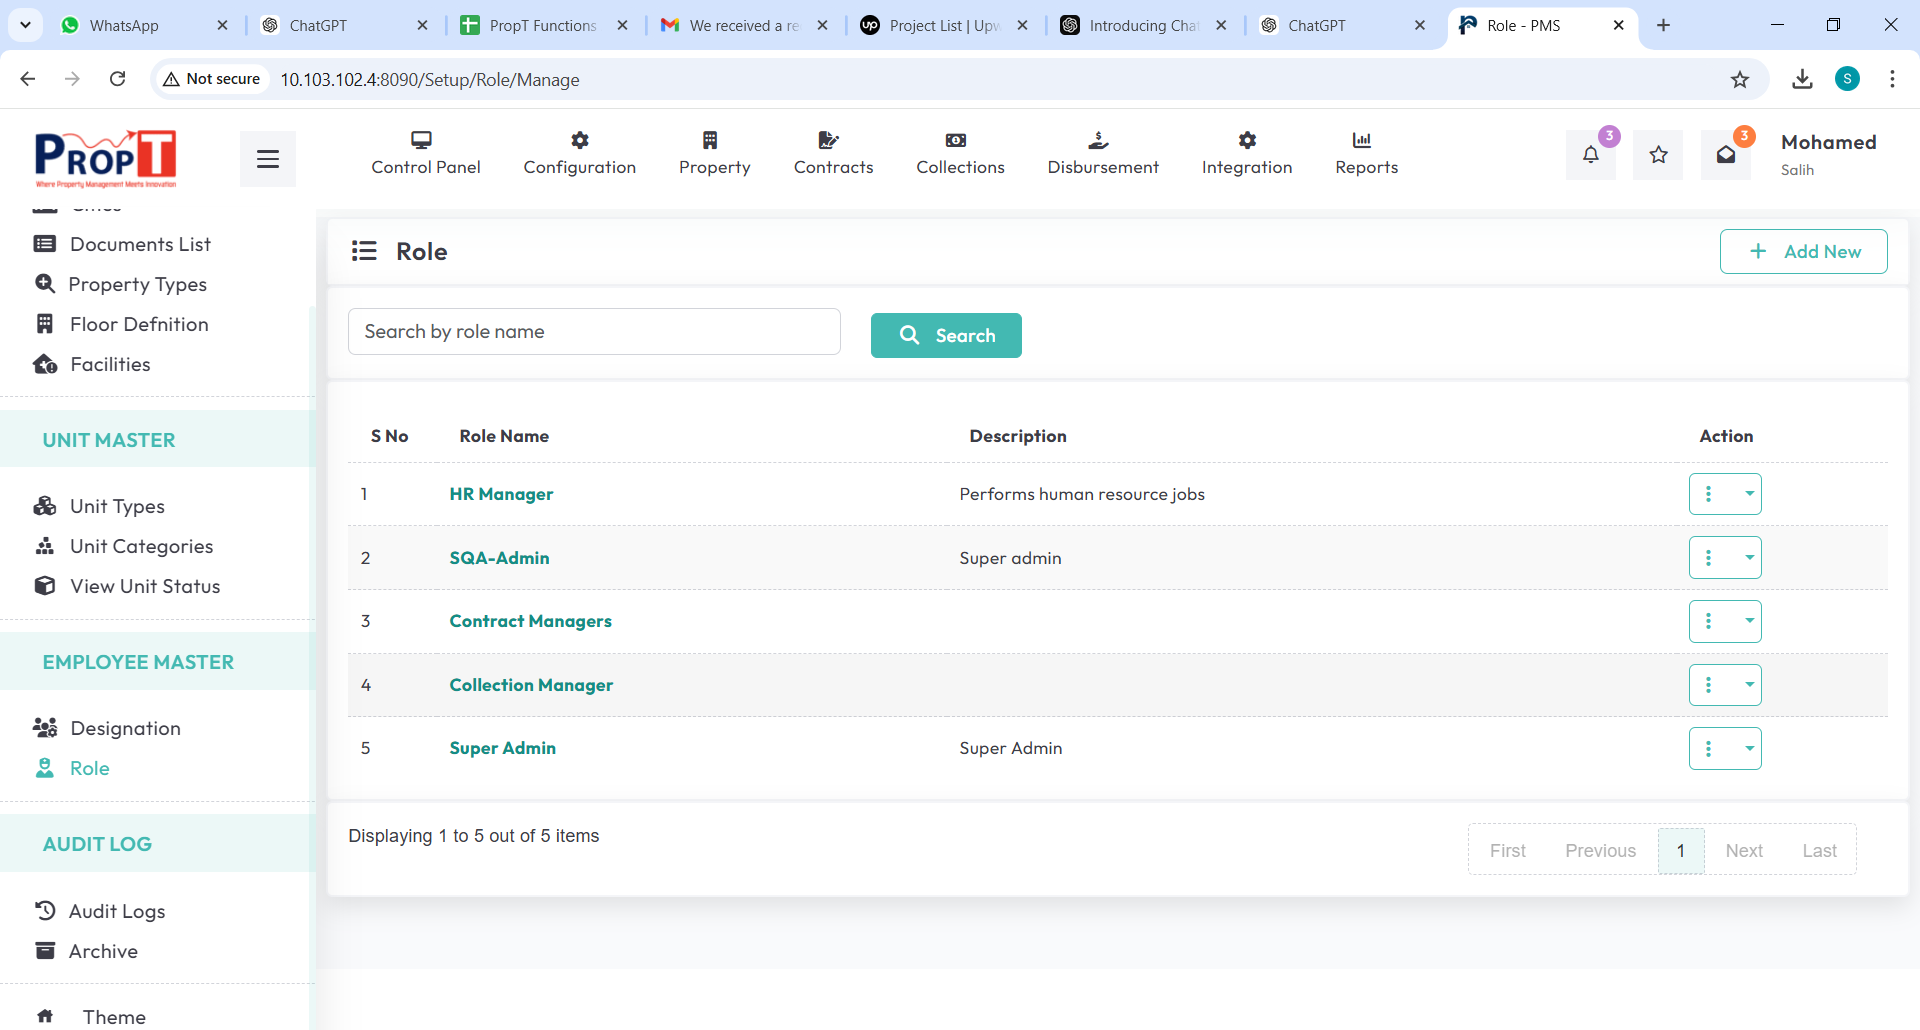 WhatsApp
ChatGPT
PropT Functions
We received a re
Project List | Upw
Introducing Chat
ChatGPT
Role - PMS
Not secure
10.103.102.4:8090/Setup/Role/Manage
S
PROPT
Where Property Management Meets Innovation
Control Panel
Configuration
Property
Contracts
Collections
Disbursement
Integration
Reports
3
3
Mohamed
Salih
Documents List
Property Types
Floor Defnition
Facilities
UNIT MASTER
Unit Types
Unit Categories
View Unit Status
EMPLOYEE MASTER
Designation
Role
AUDIT LOG
Audit Logs
Archive
Theme
Role
+ Add New
Search by role name
Search
S No Role Name Description Action
1 HR Manager Performs human resource jobs
2 SQA-Admin Super admin
3 Contract Managers
4 Collection Manager
5 Super Admin Super Admin
Displaying 1 to 5 out of 5 items
First Previous 1 Next Last